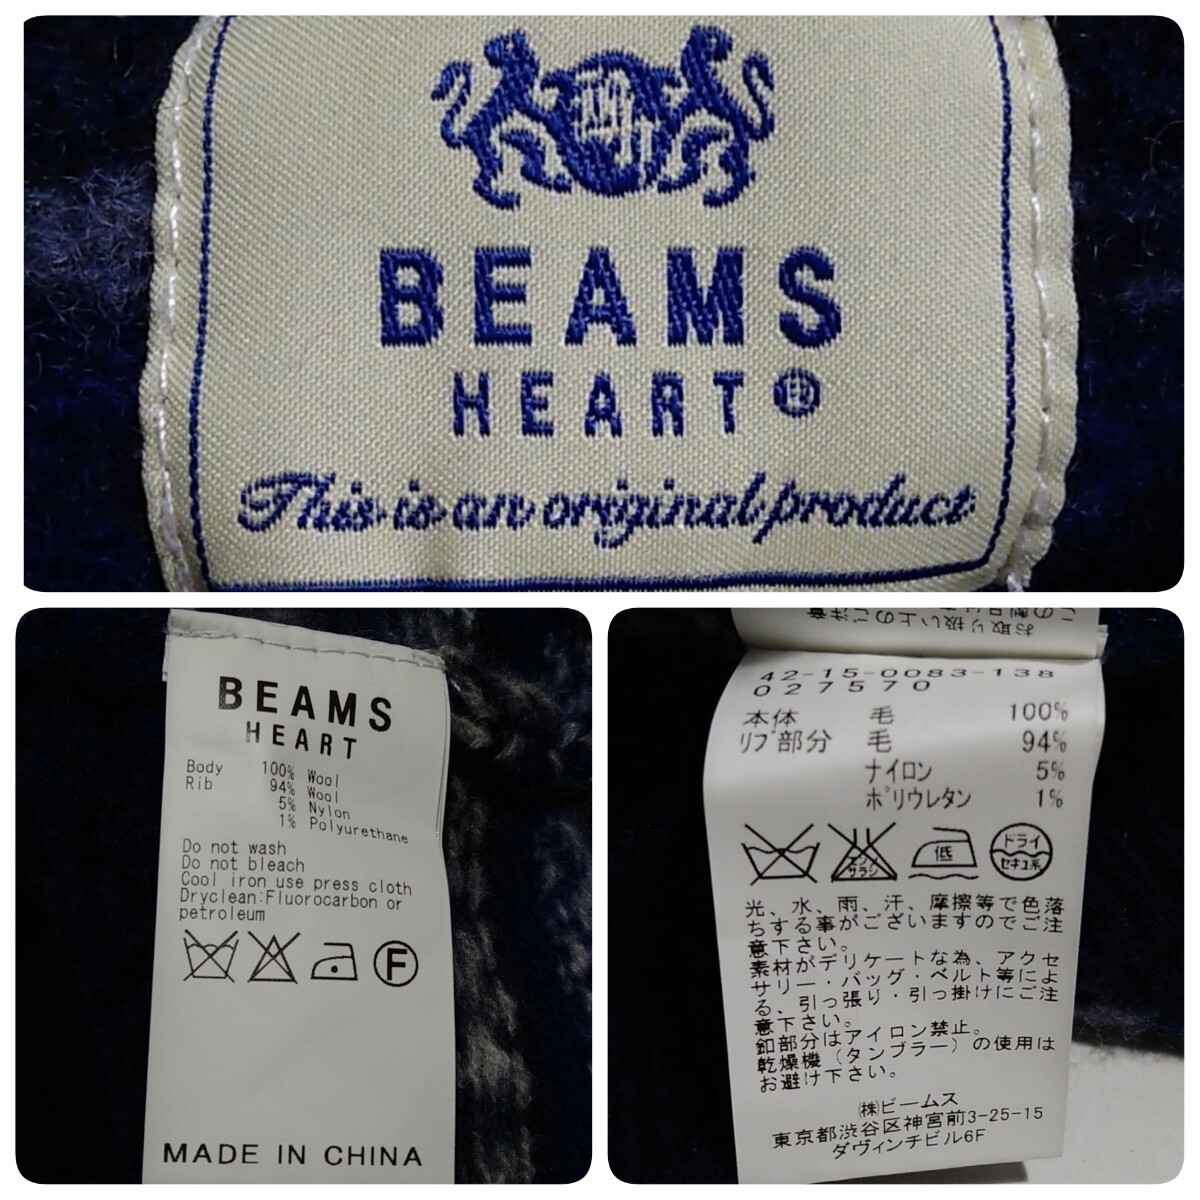 BEAMS
HEART
This is an original product
BEAMS
HEART
Body 100% Wool
Rib 94% Wool
5% Nylon
1% Polyurethane
Do not wash
Do not bleach
Cool iron use press cloth
Dryclean:Fluorocarbon or
petroleum
F
MADE IN CHINA
お取り扱い上のご注意
42-15-0083-138
027570
本体 毛 100%
リブ部分 毛 94%
ナイロン 5%
ポリウレタン 1%
エンソサラシ
低
ドライ
セキユ系
光、水、雨、汗、摩擦等で色落
ちする事がございますのでご注
意下さい。
素材がデリケートな為、アクセ
サリー・バッグ・ベルト等によ
る、引っ張り・引っ掛けにご注
意下さい。
釦部分はアイロン禁止。
乾燥機（タンブラー）の使用は
お避け下さい。
㈱ビームス
東京都渋谷区神宮前3-25-15
ダヴィンチビル6F